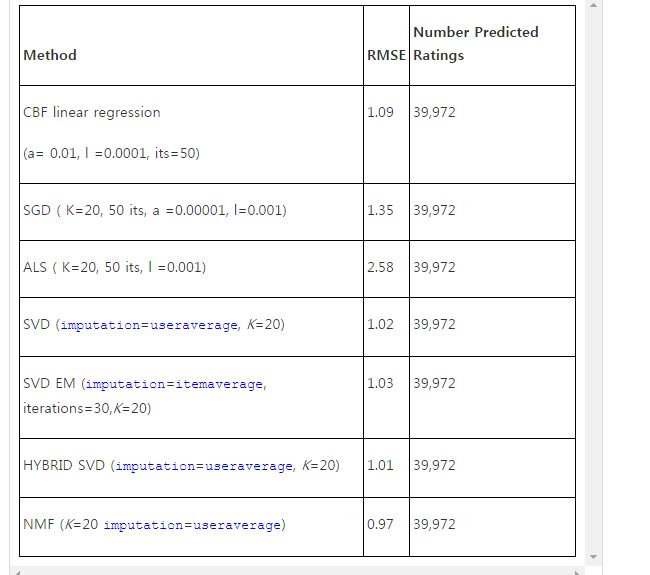 Method RMSE Number Predicted Ratings
CBF linear regression 1.09 39,972
(a= 0.01, l =0.0001, its=50)
SGD ( K=20, 50 its, a =0.00001, l=0.001) 1.35 39,972
ALS ( K=20, 50 its, l =0.001) 2.58 39,972
SVD (imputation=useraverage, K=20) 1.02 39,972
SVD EM (imputation=itemaverage, 1.03 39,972
iterations=30,K=20)
HYBRID SVD (imputation=useraverage, K=20) 1.01 39,972
NMF (K=20 imputation=useraverage) 0.97 39,972